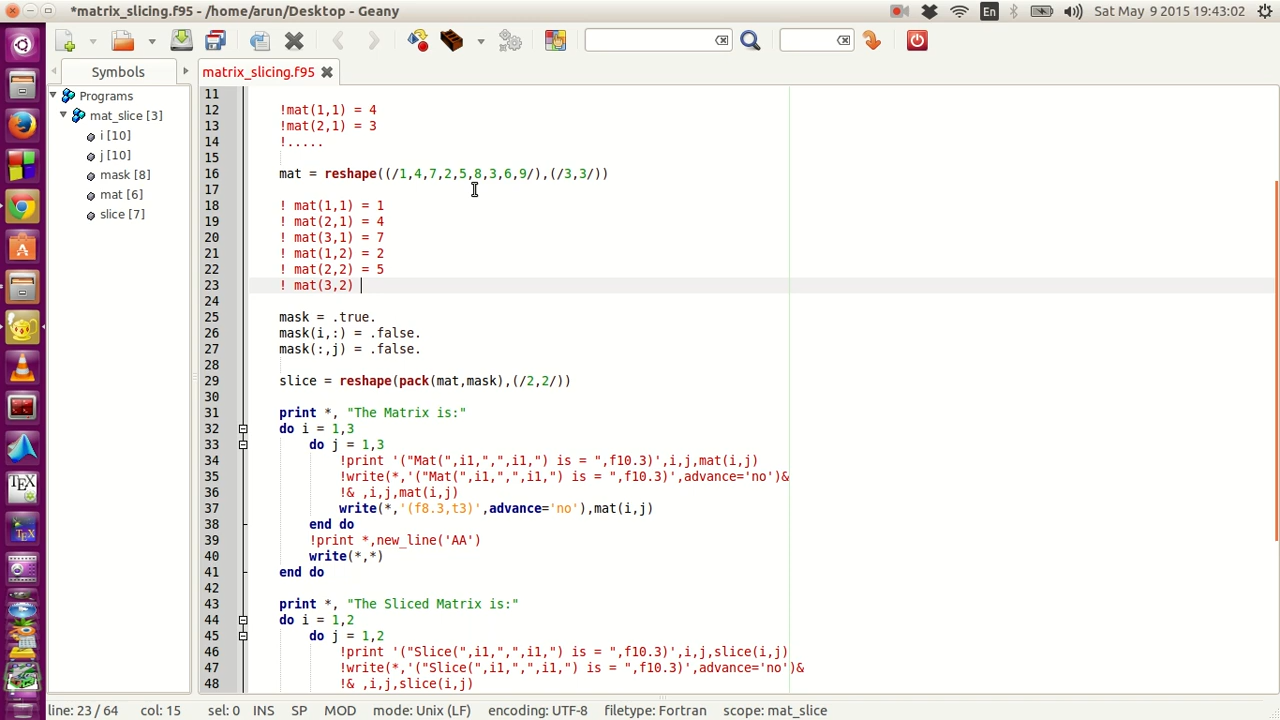 *matrix_slicing.f95 - /home/arun/Desktop - Geany
En
Sat May 9 2015 19:43:02
Symbols
matrix_slicing.f95
Programs
mat_slice [3]
i [10]
j [10]
mask [8]
mat [6]
slice [7]
11
12 !mat(1,1) = 4
13 !mat(2,1) = 3
14 !.....
15
16 mat = reshape((/1,4,7,2,5,8,3,6,9/),(/3,3/))
17
18 ! mat(1,1) = 1
19 ! mat(2,1) = 4
20 ! mat(3,1) = 7
21 ! mat(1,2) = 2
22 ! mat(2,2) = 5
23 ! mat(3,2)
24
25 mask = .true.
26 mask(i,:) = .false.
27 mask(:,j) = .false.
28
29 slice = reshape(pack(mat,mask),(/2,2/))
30
31 print *, "The Matrix is:"
32 do i = 1,3
33 do j = 1,3
34 !print '("Mat(",i1,",",i1,") is = ",f10.3)',i,j,mat(i,j)
35 !write(*,'("Mat(",i1,",",i1,") is = ",f10.3)',advance='no')&
36 !& ,i,j,mat(i,j)
37 write(*,'(f8.3,t3)',advance='no'),mat(i,j)
38 end do
39 !print *,new_line('AA')
40 write(*,*)
41 end do
42
43 print *, "The Sliced Matrix is:"
44 do i = 1,2
45 do j = 1,2
46 !print '("Slice(",i1,",",i1,") is = ",f10.3)',i,j,slice(i,j)
47 !write(*,'("Slice(",i1,",",i1,") is = ",f10.3)',advance='no')&
48 !& ,i,j,slice(i,j)
TEX
line: 23 / 64 col: 15 sel: 0 INS SP MOD mode: Unix (LF) encoding: UTF-8 filetype: Fortran scope: mat_slice